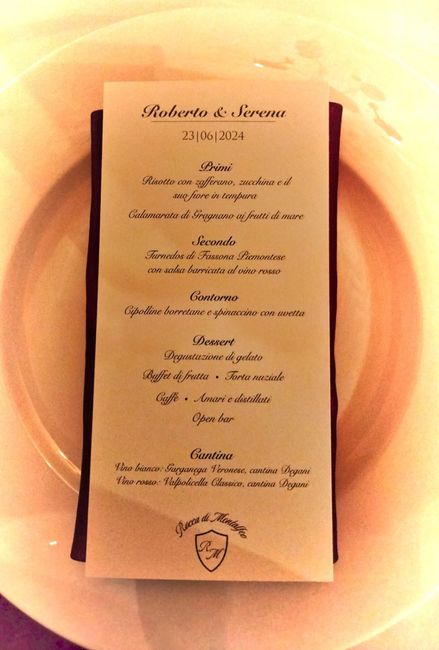 Roberto & Serena
23|06|2024
Primi
Risotto con zafferano, zucchina e il
suo fiore in tempura
Calamarata di Gragnano ai frutti di mare
Secondo
Turnedos di Fassona Piemontese
con salsa barricata al vino rosso
Contorno
Cipolline borretane e spinaccino con uvetta
Dessert
Degustazione di gelato
Buffet di frutta • Torta nuziale
Caffè • Amari e distillati
Open bar
Cantina
Vino bianco: Garganega Veronese, cantina Degani
Vino rosso: Valpolicella Classico, cantina Degani
Rocca di Montalfeo
RM